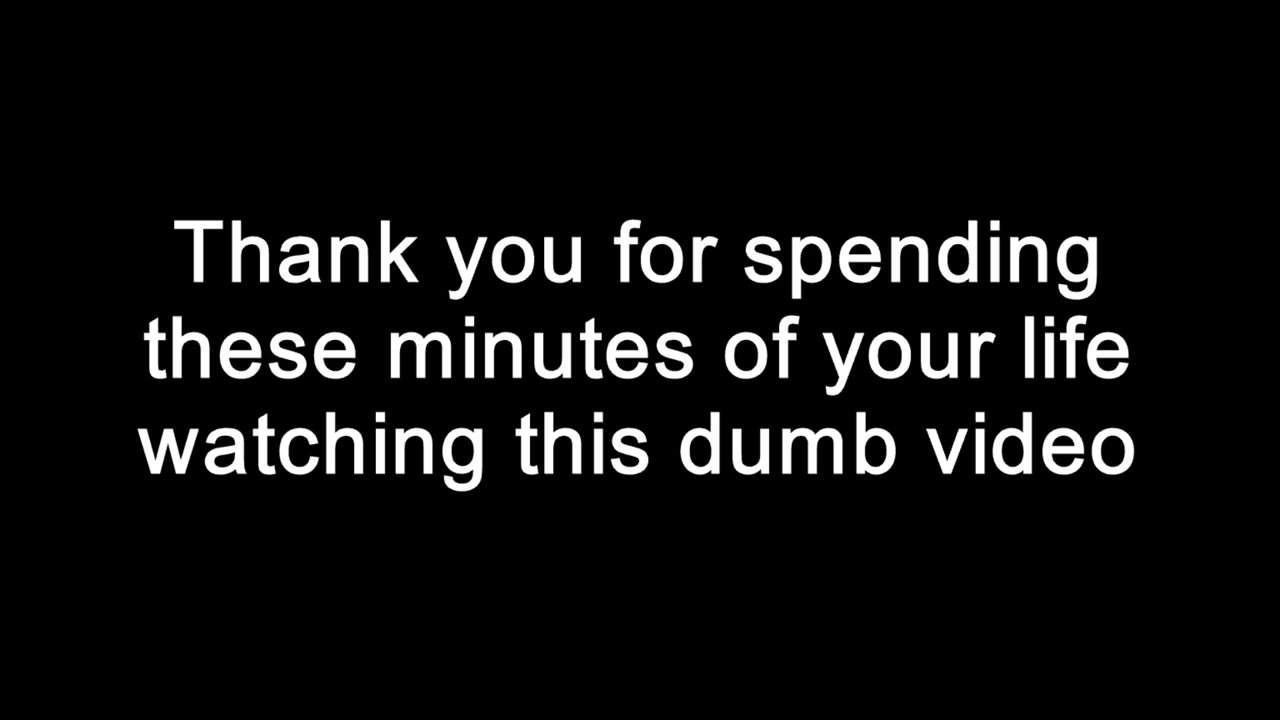 Thank you for spending
these minutes of your life
watching this dumb video